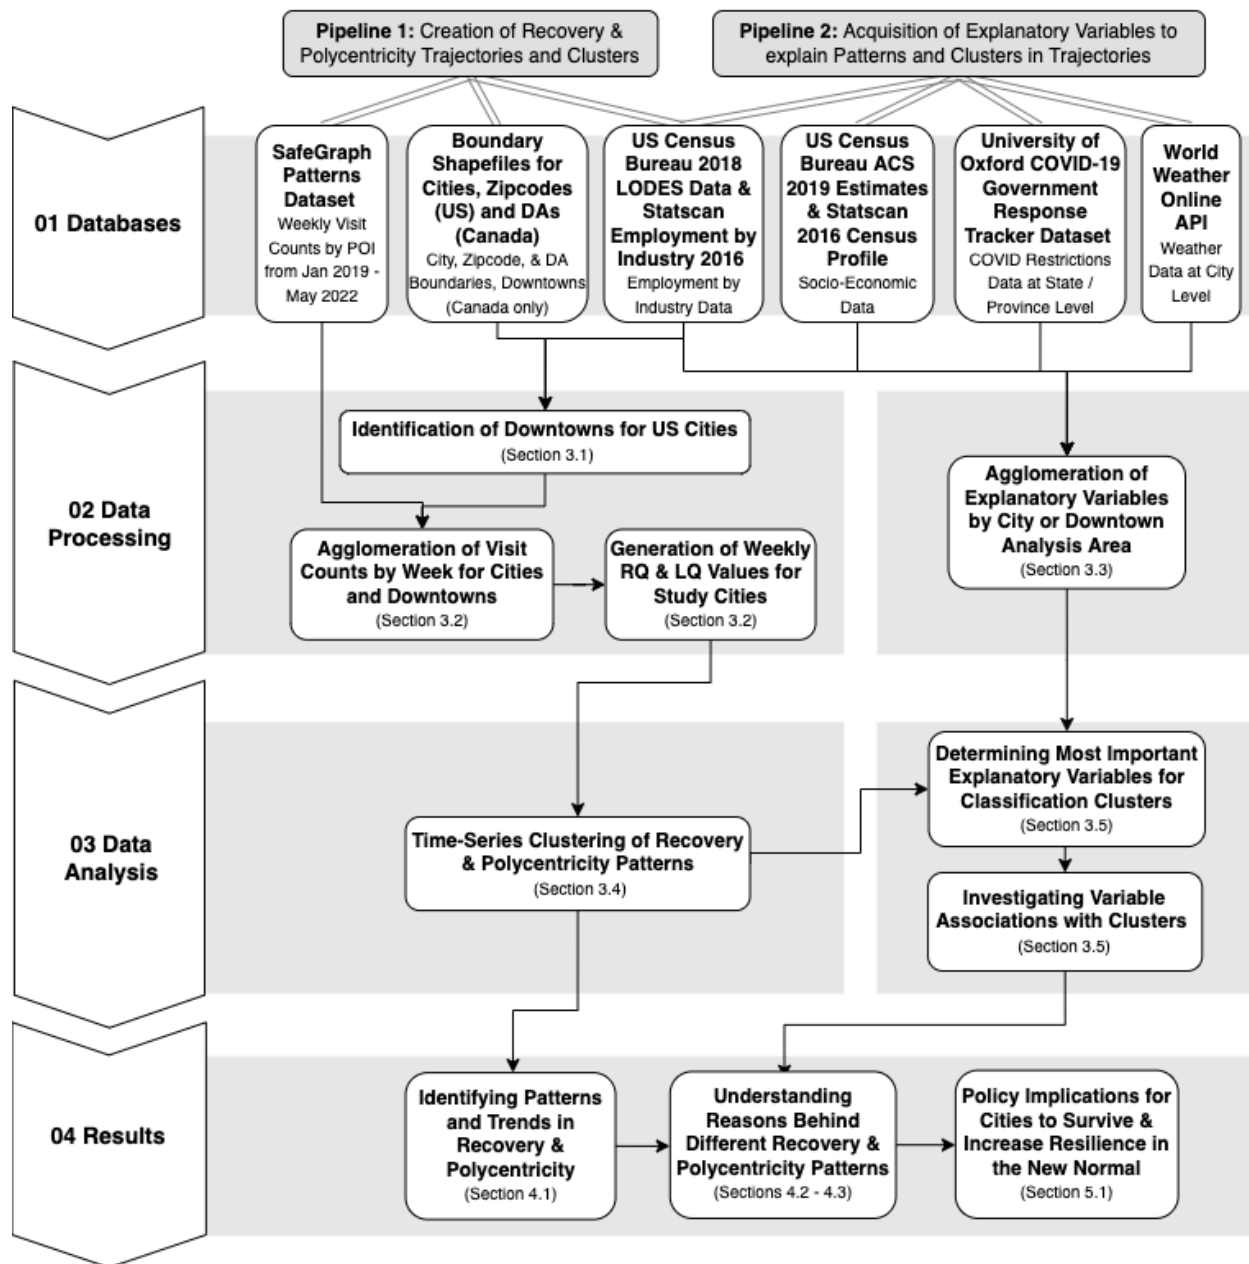 Pipeline 1: Creation of Recovery &
Polycentricity Trajectories and Clusters
Pipeline 2: Acquisition of Explanatory Variables to
explain Patterns and Clusters in Trajectories
01 Databases
SafeGraph
Patterns
Dataset
Weekly Visit
Counts by POI
from Jan 2019 -
May 2022
Boundary
Shapefiles for
Cities, Zipcodes
(US) and DAs
(Canada)
City, Zipcode, & DA
Boundaries, Downtowns
(Canada only)
US Census
Bureau 2018
LODES Data &
Statscan
Employment by
Industry 2016
Employment by
Industry Data
US Census
Bureau ACS
2019 Estimates
& Statscan
2016 Census
Profile
Socio-Economic
Data
University of
Oxford COVID-19
Government
Response
Tracker Dataset
COVID Restrictions
Data at State /
Province Level
World
Weather
Online
API
Weather
Data at City
Level
02 Data
Processing
Identification of Downtowns for US Cities
(Section 3.1)
Agglomeration of Visit
Counts by Week for Cities
and Downtowns
(Section 3.2)
Generation of Weekly
RQ & LQ Values for
Study Cities
(Section 3.2)
Agglomeration of
Explanatory Variables
by City or Downtown
Analysis Area
(Section 3.3)
03 Data
Analysis
Time-Series Clustering of Recovery
& Polycentricity Patterns
(Section 3.4)
Determining Most Important
Explanatory Variables for
Classification Clusters
(Section 3.5)
Investigating Variable
Associations with Clusters
(Section 3.5)
04 Results
Identifying Patterns
and Trends in
Recovery &
Polycentricity
(Section 4.1)
Understanding
Reasons Behind
Different Recovery &
Polycentricity Patterns
(Sections 4.2 - 4.3)
Policy Implications for
Cities to Survive &
Increase Resilience in
the New Normal
(Section 5.1)